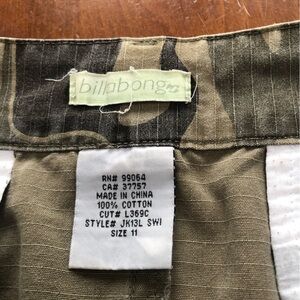 billabong
RN# 99064
CA# 37757
MADE IN CHINA
100% COTTON
CUT# L369C
STYLE# JK13L SWI
SIZE 11